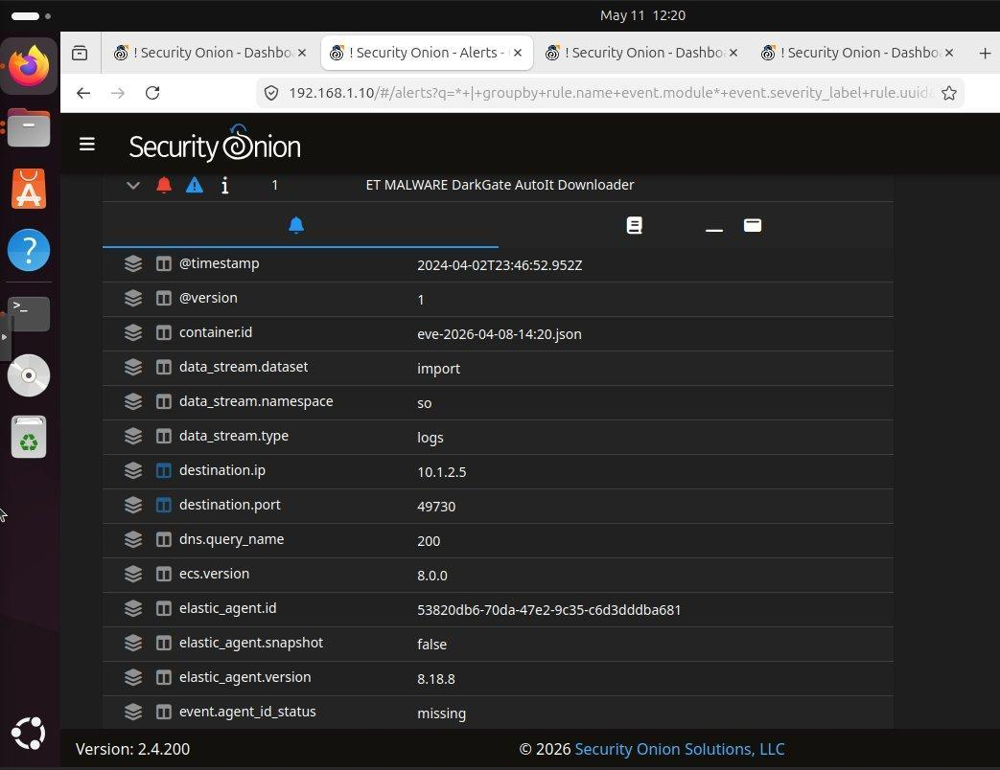 May 11 12:20
! Security Onion - Dashbo
! Security Onion - Alerts -
! Security Onion - Dashbo
! Security Onion - Dashbo
192.168.1.10/#/alerts?q=*+|+groupby+rule.name+event.module*+event.severity_label+rule.uuid&
Security Onion
1 ET MALWARE DarkGate AutoIt Downloader
@timestamp 2024-04-02T23:46:52.952Z
@version 1
container.id eve-2026-04-08-14:20.json
data_stream.dataset import
data_stream.namespace so
data_stream.type logs
destination.ip 10.1.2.5
destination.port 49730
dns.query_name 200
ecs.version 8.0.0
elastic_agent.id 53820db6-70da-47e2-9c35-c6d3dddba681
elastic_agent.snapshot false
elastic_agent.version 8.18.8
event.agent_id_status missing
Version: 2.4.200 © 2026 Security Onion Solutions, LLC